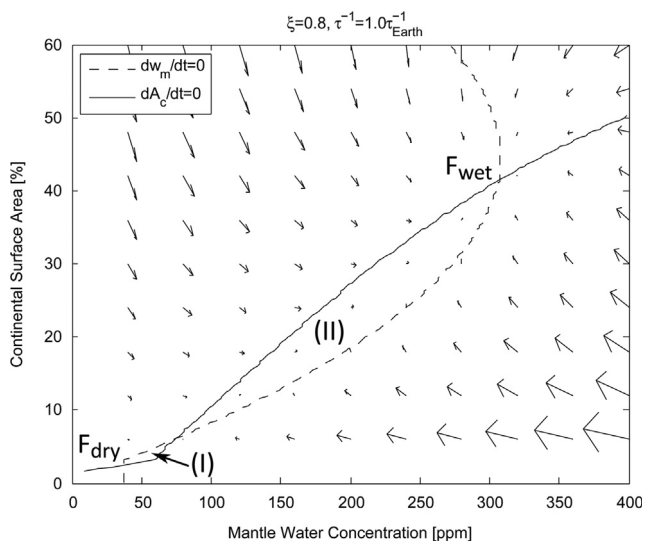 ξ=0.8, τ⁻¹=1.0τ⁻¹Earth
60
50
40
30
20
10
0
Continental Surface Area [%]
dwm/dt=0
dAc/dt=0
Fwet
(II)
Fdry
(I)
0 50 100 150 200 250 300 350 400
Mantle Water Concentration [ppm]